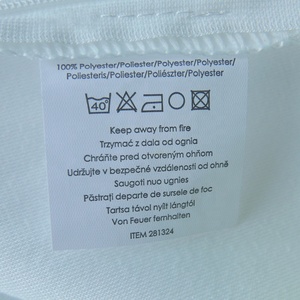 100% Polyester/Poliester/Polyester/Polyester/
Poliesteris/Poliester/Poliészter/Polyester
40°
Keep away from fire
Trzymać z dala od ognia
Chráňte pred otvoreným ohňom
Udržujte v bezpečné vzdálenosti od ohně
Saugoti nuo ugnies
Păstrați departe de sursele de foc
Tartsa távol nyílt lángtól
Von Feuer fernhalten
ITEM 281324